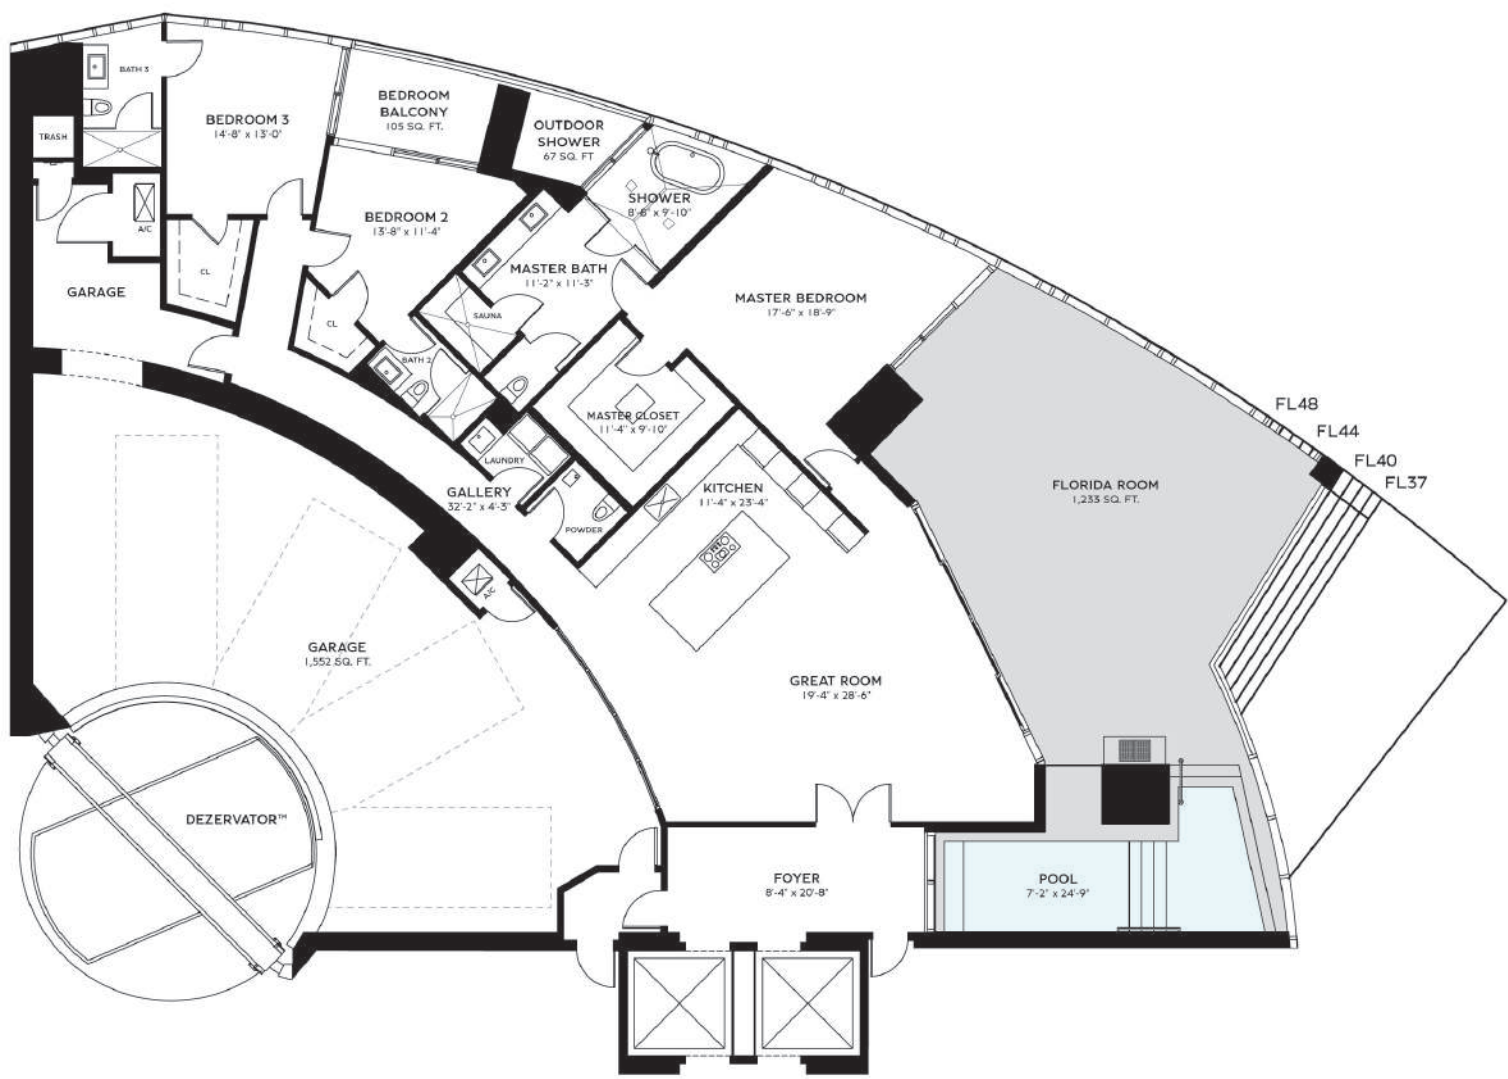 BATH 3
TRASH
BEDROOM 3
14'-8" x 13'-0"
BEDROOM
BALCONY
105 SQ. FT.
OUTDOOR
SHOWER
67 SQ. FT
SHOWER
8'-8" x 9'-10"
A/C
CL
BEDROOM 2
13'-8" x 11'-4"
GARAGE
CL
MASTER BATH
11'-2" x 11'-3"
SAUNA
BATH 2
MASTER BEDROOM
17'-6" x 18'-9"
MASTER CLOSET
11'-4" x 9'-10"
LAUNDRY
GALLERY
32'-2" x 4'-3"
POWDER
KITCHEN
11'-4" x 23'-4"
FLORIDA ROOM
1,233 SQ. FT.
FL48
FL44
FL40
FL37
A/C
GARAGE
1,552 SQ. FT.
GREAT ROOM
19'-4" x 28'-6"
DEZERVATOR™
FOYER
8'-4" x 20'-8"
POOL
7'-2" x 24'-9"